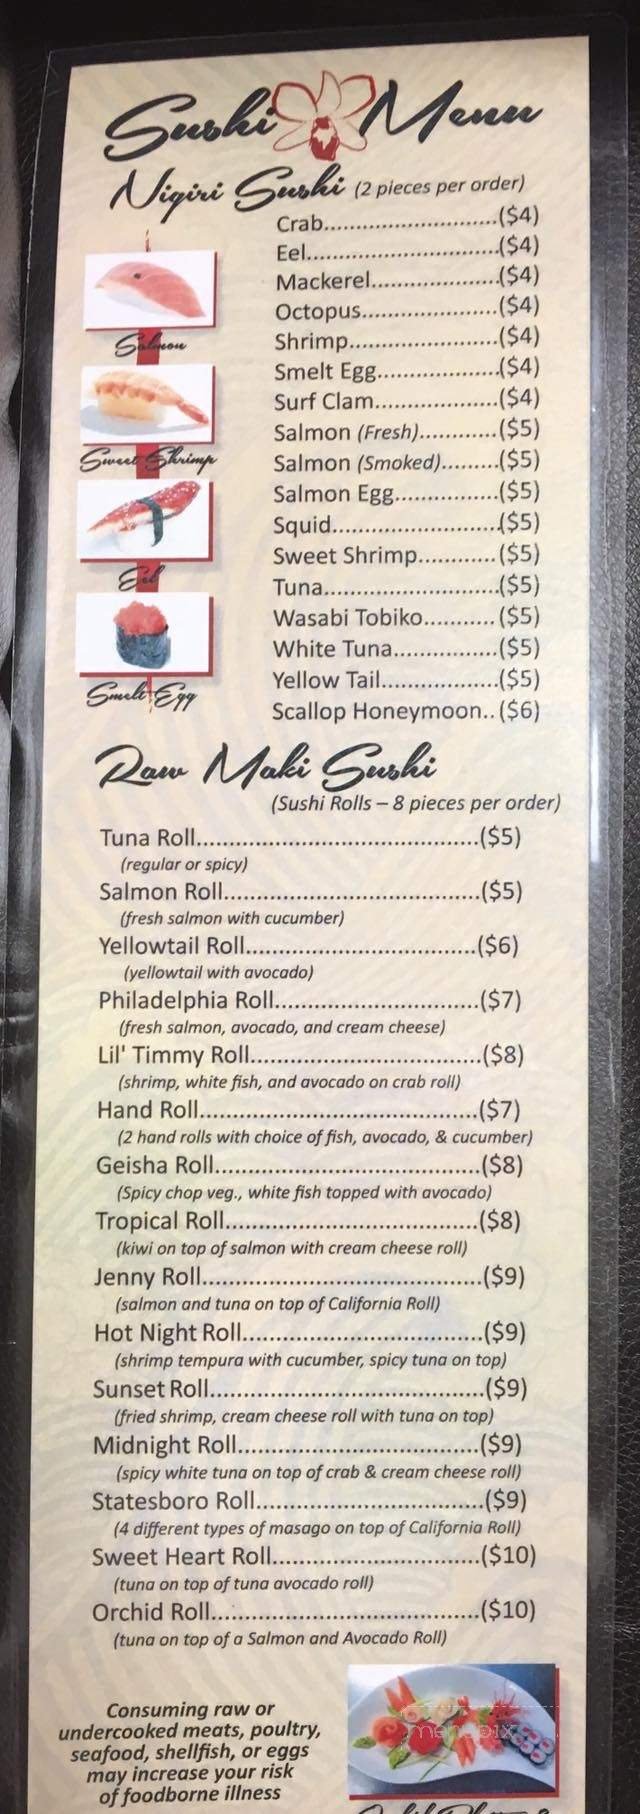 Sushi Menu
Nigiri Sushi (2 pieces per order)
Crab..............................($4)
Eel..................................($4)
Mackerel......................($4)
Octopus.......................($4)
Shrimp.........................($4)
Smelt Egg.....................($4)
Surf Clam.....................($4)
Salmon (Fresh).............($5)
Salmon (Smoked).........($5)
Salmon Egg..................($5)
Squid............................($5)
Sweet Shrimp..............($5)
Tuna..............................($5)
Wasabi Tobiko............($5)
White Tuna..................($5)
Yellow Tail....................($5)
Scallop Honeymoon..($6)
Salmon
Sweet Shrimp
Eel
Smelt Egg
Raw Maki Sushi
(Sushi Rolls – 8 pieces per order)
Tuna Roll...............................................($5)
(regular or spicy)
Salmon Roll...........................................($5)
(fresh salmon with cucumber)
Yellowtail Roll.......................................($6)
(yellowtail with avocado)
Philadelphia Roll..................................($7)
(fresh salmon, avocado, and cream cheese)
Lil' Timmy Roll.......................................($8)
(shrimp, white fish, and avocado on crab roll)
Hand Roll..............................................($7)
(2 hand rolls with choice of fish, avocado, & cucumber)
Geisha Roll............................................($8)
(Spicy chop veg., white fish topped with avocado)
Tropical Roll..........................................($8)
(kiwi on top of salmon with cream cheese roll)
Jenny Roll...............................................($9)
(salmon and tuna on top of California Roll)
Hot Night Roll........................................($9)
(shrimp tempura with cucumber, spicy tuna on top)
Sunset Roll..............................................($9)
(fried shrimp, cream cheese roll with tuna on top)
Midnight Roll........................................($9)
(spicy white tuna on top of crab & cream cheese roll)
Statesboro Roll......................................($9)
(4 different types of masago on top of California Roll)
Sweet Heart Roll...................................($10)
(tuna on top of tuna avocado roll)
Orchid Roll.............................................($10)
(tuna on top of a Salmon and Avocado Roll)
Consuming raw or
undercooked meats, poultry,
seafood, shellfish, or eggs
may increase your risk
of foodborne illness
menupix